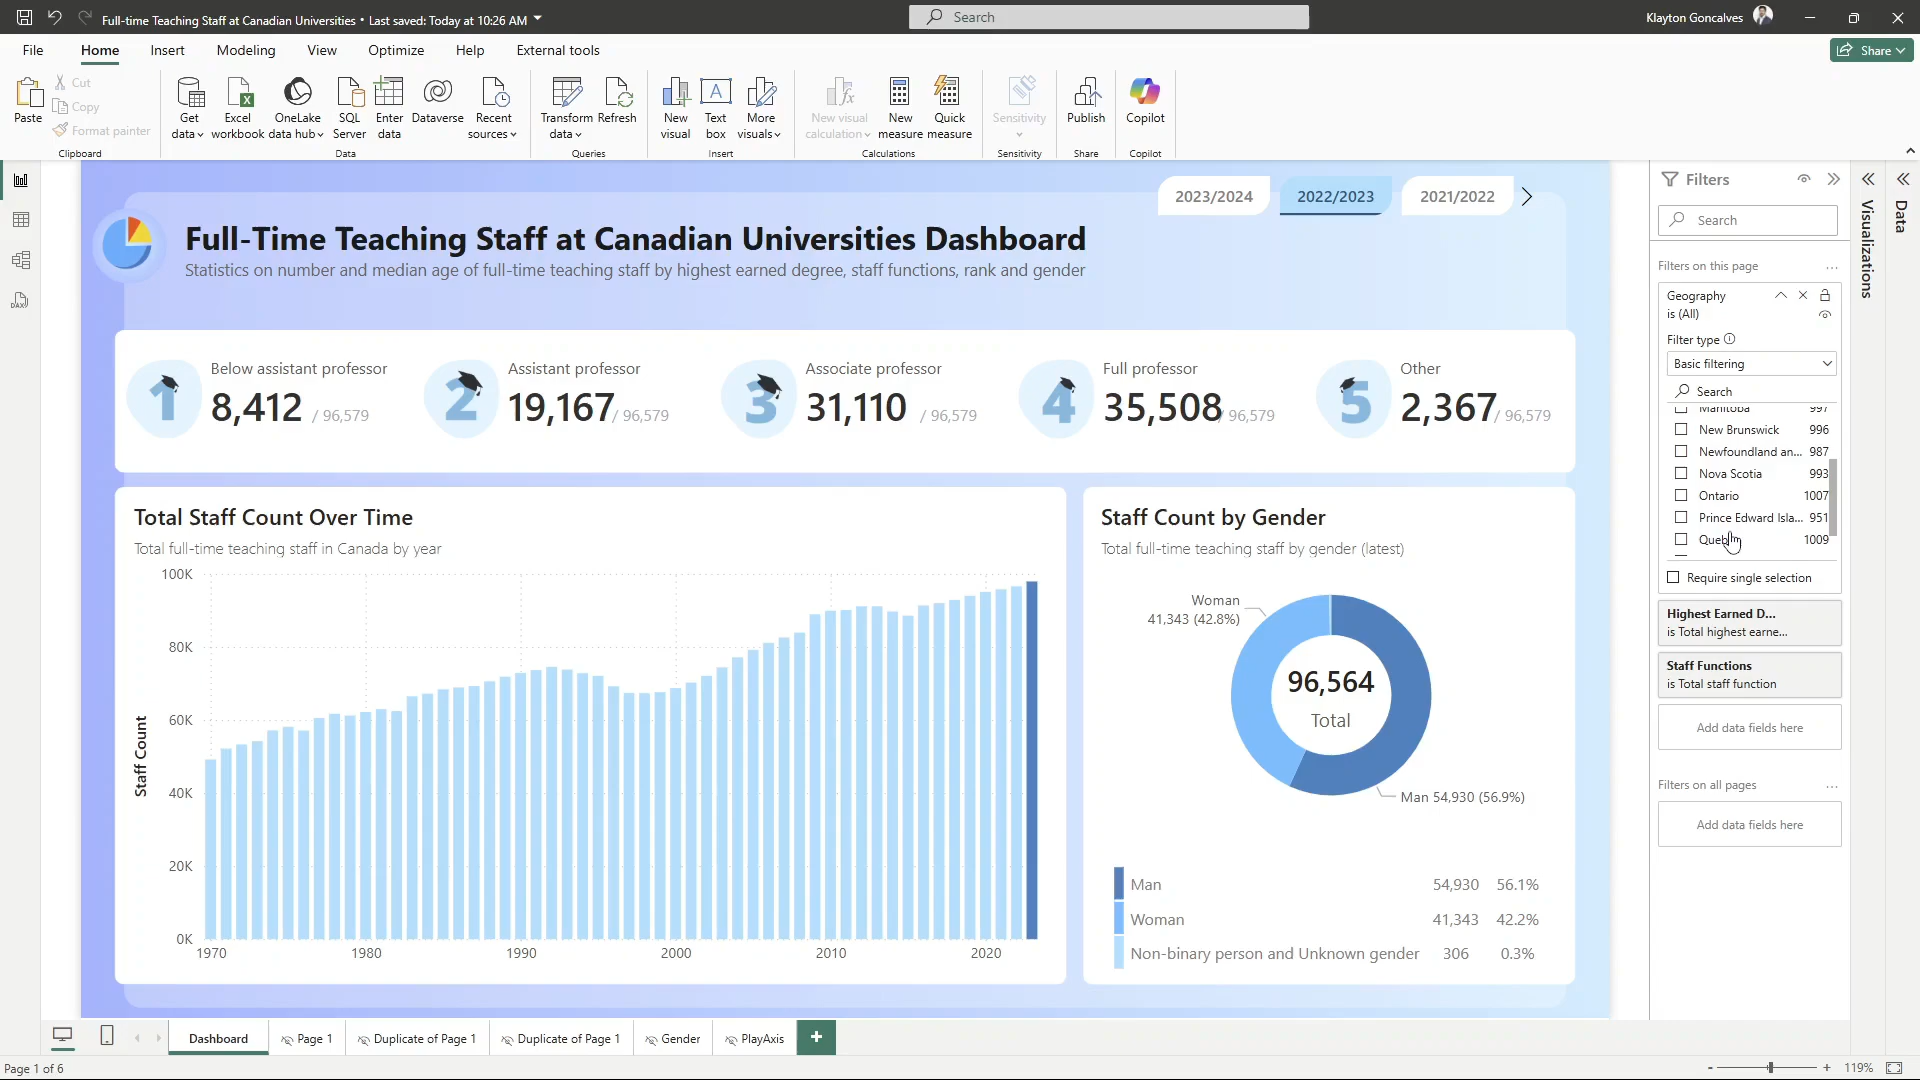 Full-time Teaching Staff at Canadian Universities • Last saved: Today at 10:26 AM
Search
Klayton Goncalves
File
Home
Insert
Modeling
View
Optimize
Help
External tools
Share
Paste
Cut
Copy
Format painter
Clipboard
Get data
Excel workbook
OneLake data hub
SQL Server
Enter data
Dataverse
Recent sources
Data
Transform data
Refresh
Queries
New visual
Text box
More visuals
Insert
New visual calculation
New measure
Quick measure
Calculations
Sensitivity
Sensitivity
Publish
Share
Copilot
Copilot
DAX
2023/2024
2022/2023
2021/2022
Full-Time Teaching Staff at Canadian Universities Dashboard
Statistics on number and median age of full-time teaching staff by highest earned degree, staff functions, rank and gender
1
Below assistant professor
8,412 / 96,579
2
Assistant professor
19,167 / 96,579
3
Associate professor
31,110 / 96,579
4
Full professor
35,508 / 96,579
5
Other
2,367 / 96,579
Total Staff Count Over Time
Total full-time teaching staff in Canada by year
Staff Count
100K
80K
60K
40K
20K
0K
1970
1980
1990
2000
2010
2020
Staff Count by Gender
Total full-time teaching staff by gender (latest)
Woman
41,343 (42.8%)
96,564
Total
Man 54,930 (56.9%)
Man 54,930 56.1%
Woman 41,343 42.2%
Non-binary person and Unknown gender 306 0.3%
Filters
Search
Filters on this page
...
Geography
is (All)
Filter type
Basic filtering
Search
Manitoba 997
New Brunswick 996
Newfoundland an... 987
Nova Scotia 993
Ontario 1007
Prince Edward Isla... 951
Queb 1009
Require single selection
Highest Earned D...
is Total highest earne...
Staff Functions
is Total staff function
Add data fields here
Filters on all pages
...
Add data fields here
Visualizations
Data
Dashboard
Page 1
Duplicate of Page 1
Duplicate of Page 1
Gender
PlayAxis
+
Page 1 of 6
- + 119%